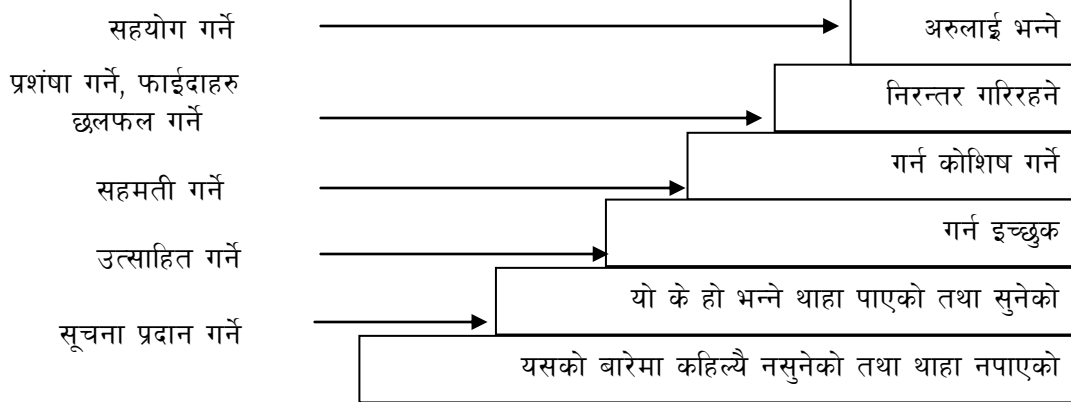 सहयोग गर्ने
अरुलाई भन्ने
प्रशंषा गर्ने, फाईदाहरु
छलफल गर्ने
निरन्तर गरिरहने
सहमती गर्ने
गर्न कोशिष गर्ने
उत्साहित गर्ने
गर्न इच्छुक
सूचना प्रदान गर्ने
यो के हो भन्ने थाहा पाएको तथा सुनेको
यसको बारेमा कहिल्यै नसुनेको तथा थाहा नपाएको